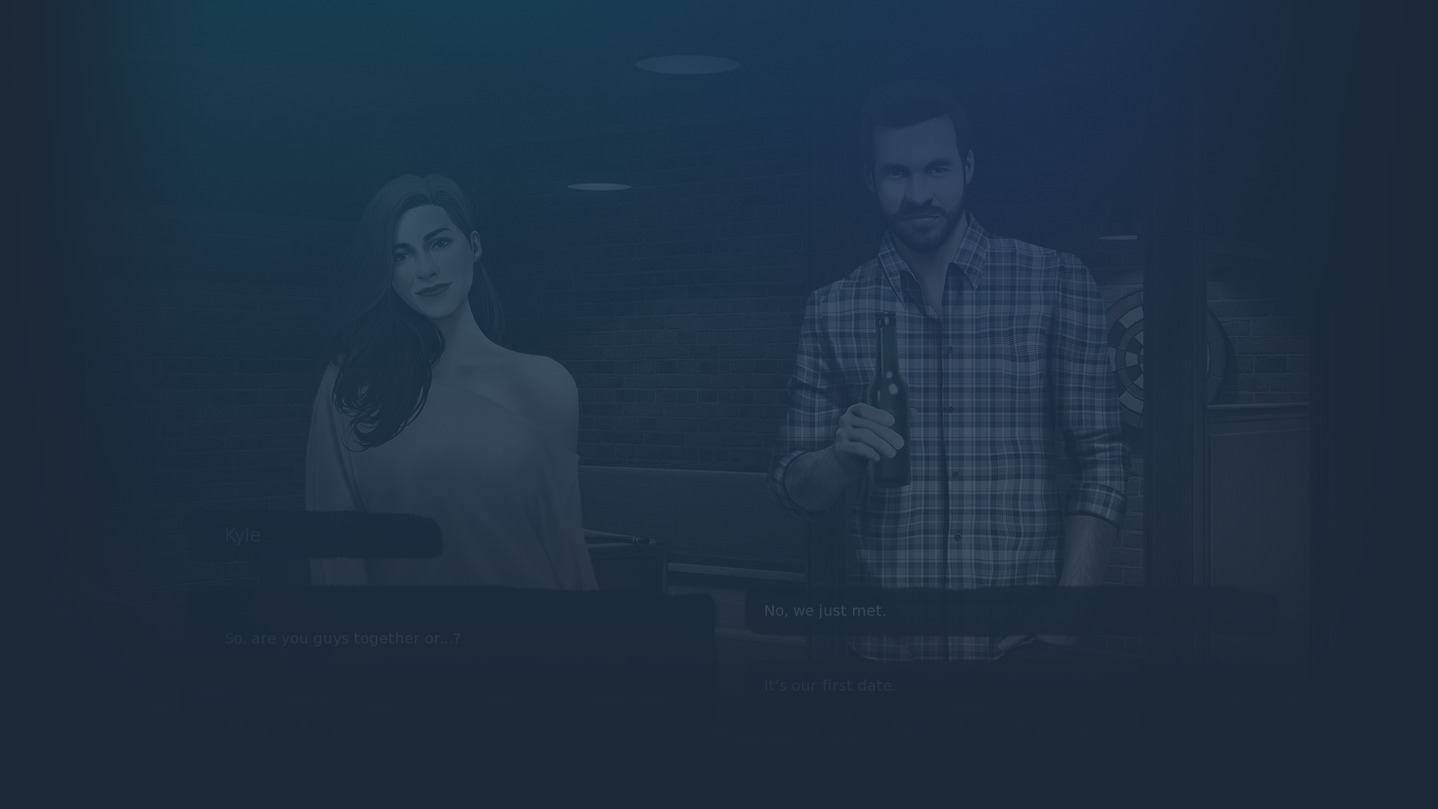 Kyle
So, are you guys together or...?
No, we just met.
It's our first date.